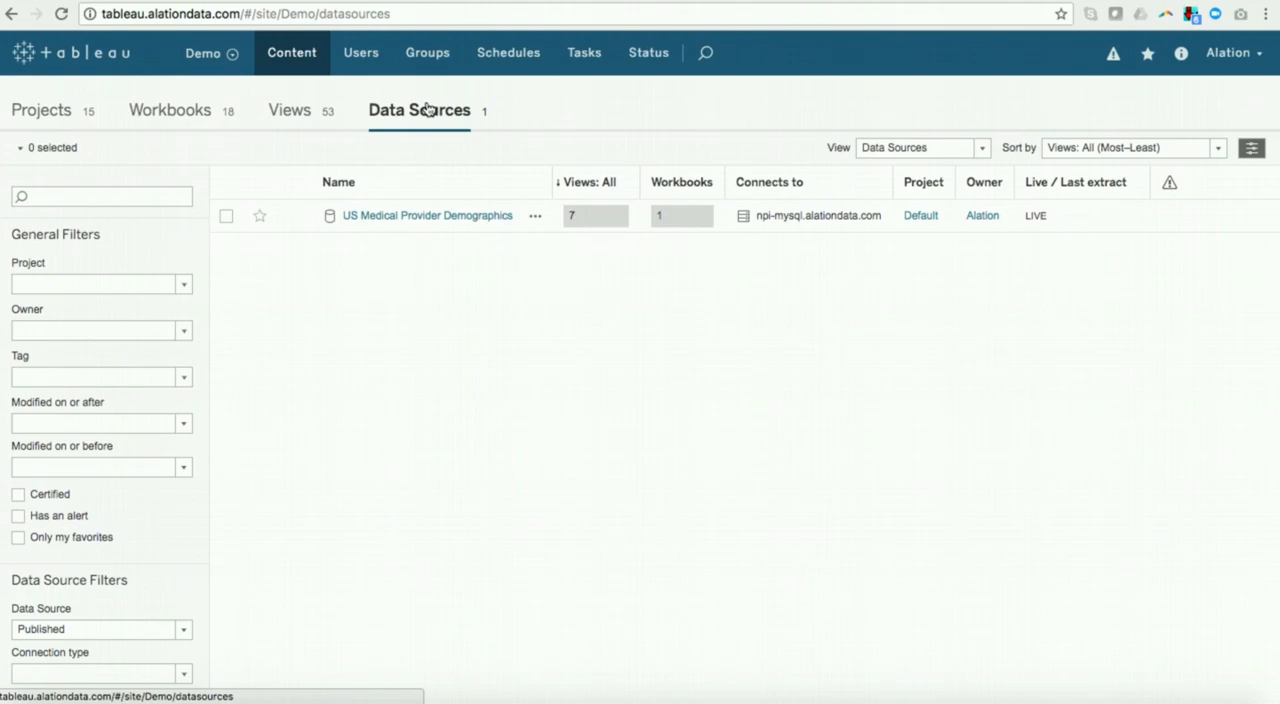 tableau.alationdata.com/#/site/Demo/datasources
+ a b l e a u Demo Content Users Groups Schedules Tasks Status Alation
Projects 15 Workbooks 18 Views 53 Data Sources 1
0 selected View Data Sources Sort by Views: All (Most–Least)
Name ↓ Views: All Workbooks Connects to Project Owner Live / Last extract
US Medical Provider Demographics ••• 7 1 npi-mysql.alationdata.com Default Alation LIVE
General Filters
Project
Owner
Tag
Modified on or after
Modified on or before
Certified
Has an alert
Only my favorites
Data Source Filters
Data Source
Published
Connection type
tableau.alationdata.com/#/site/Demo/datasources